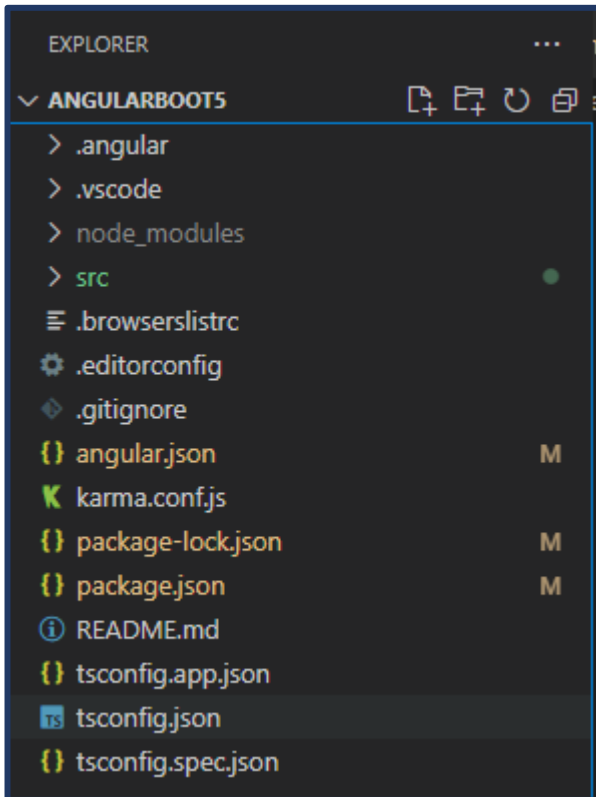 EXPLORER
ANGULARBOOT5
.angular
.vscode
node_modules
src
.browserslistrc
.editorconfig
.gitignore
angular.json M
karma.conf.js
package-lock.json M
package.json M
README.md
tsconfig.app.json
TS tsconfig.json
tsconfig.spec.json